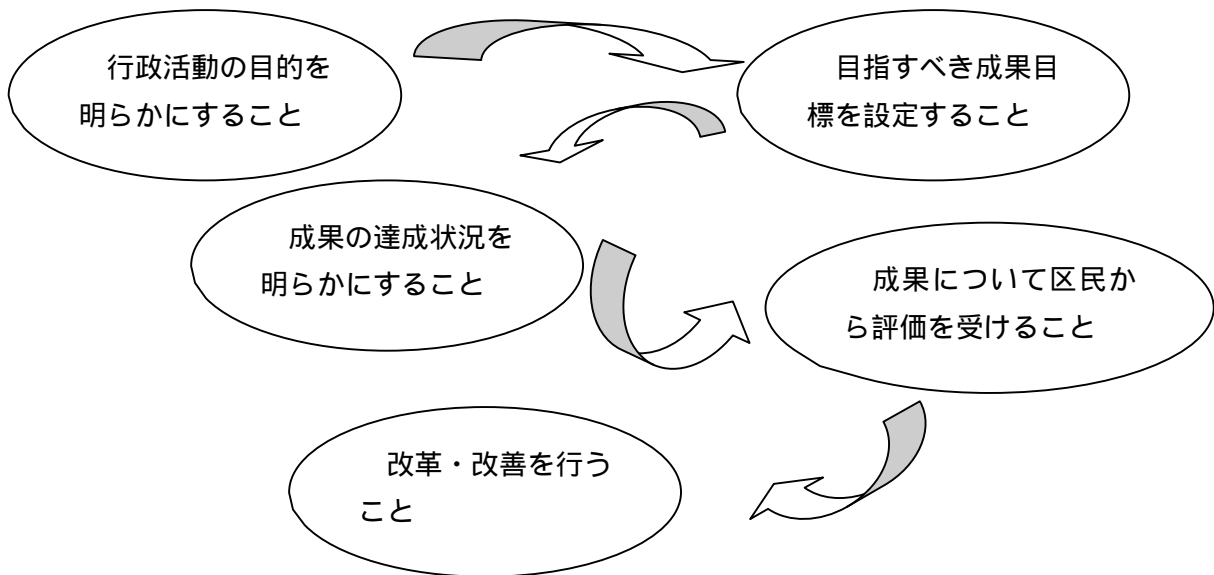 行政活動の目的を
明らかにすること
目指すべき成果目
標を設定すること
成果の達成状況を
明らかにすること
成果について区民か
ら評価を受けること
改革・改善を行う
こと